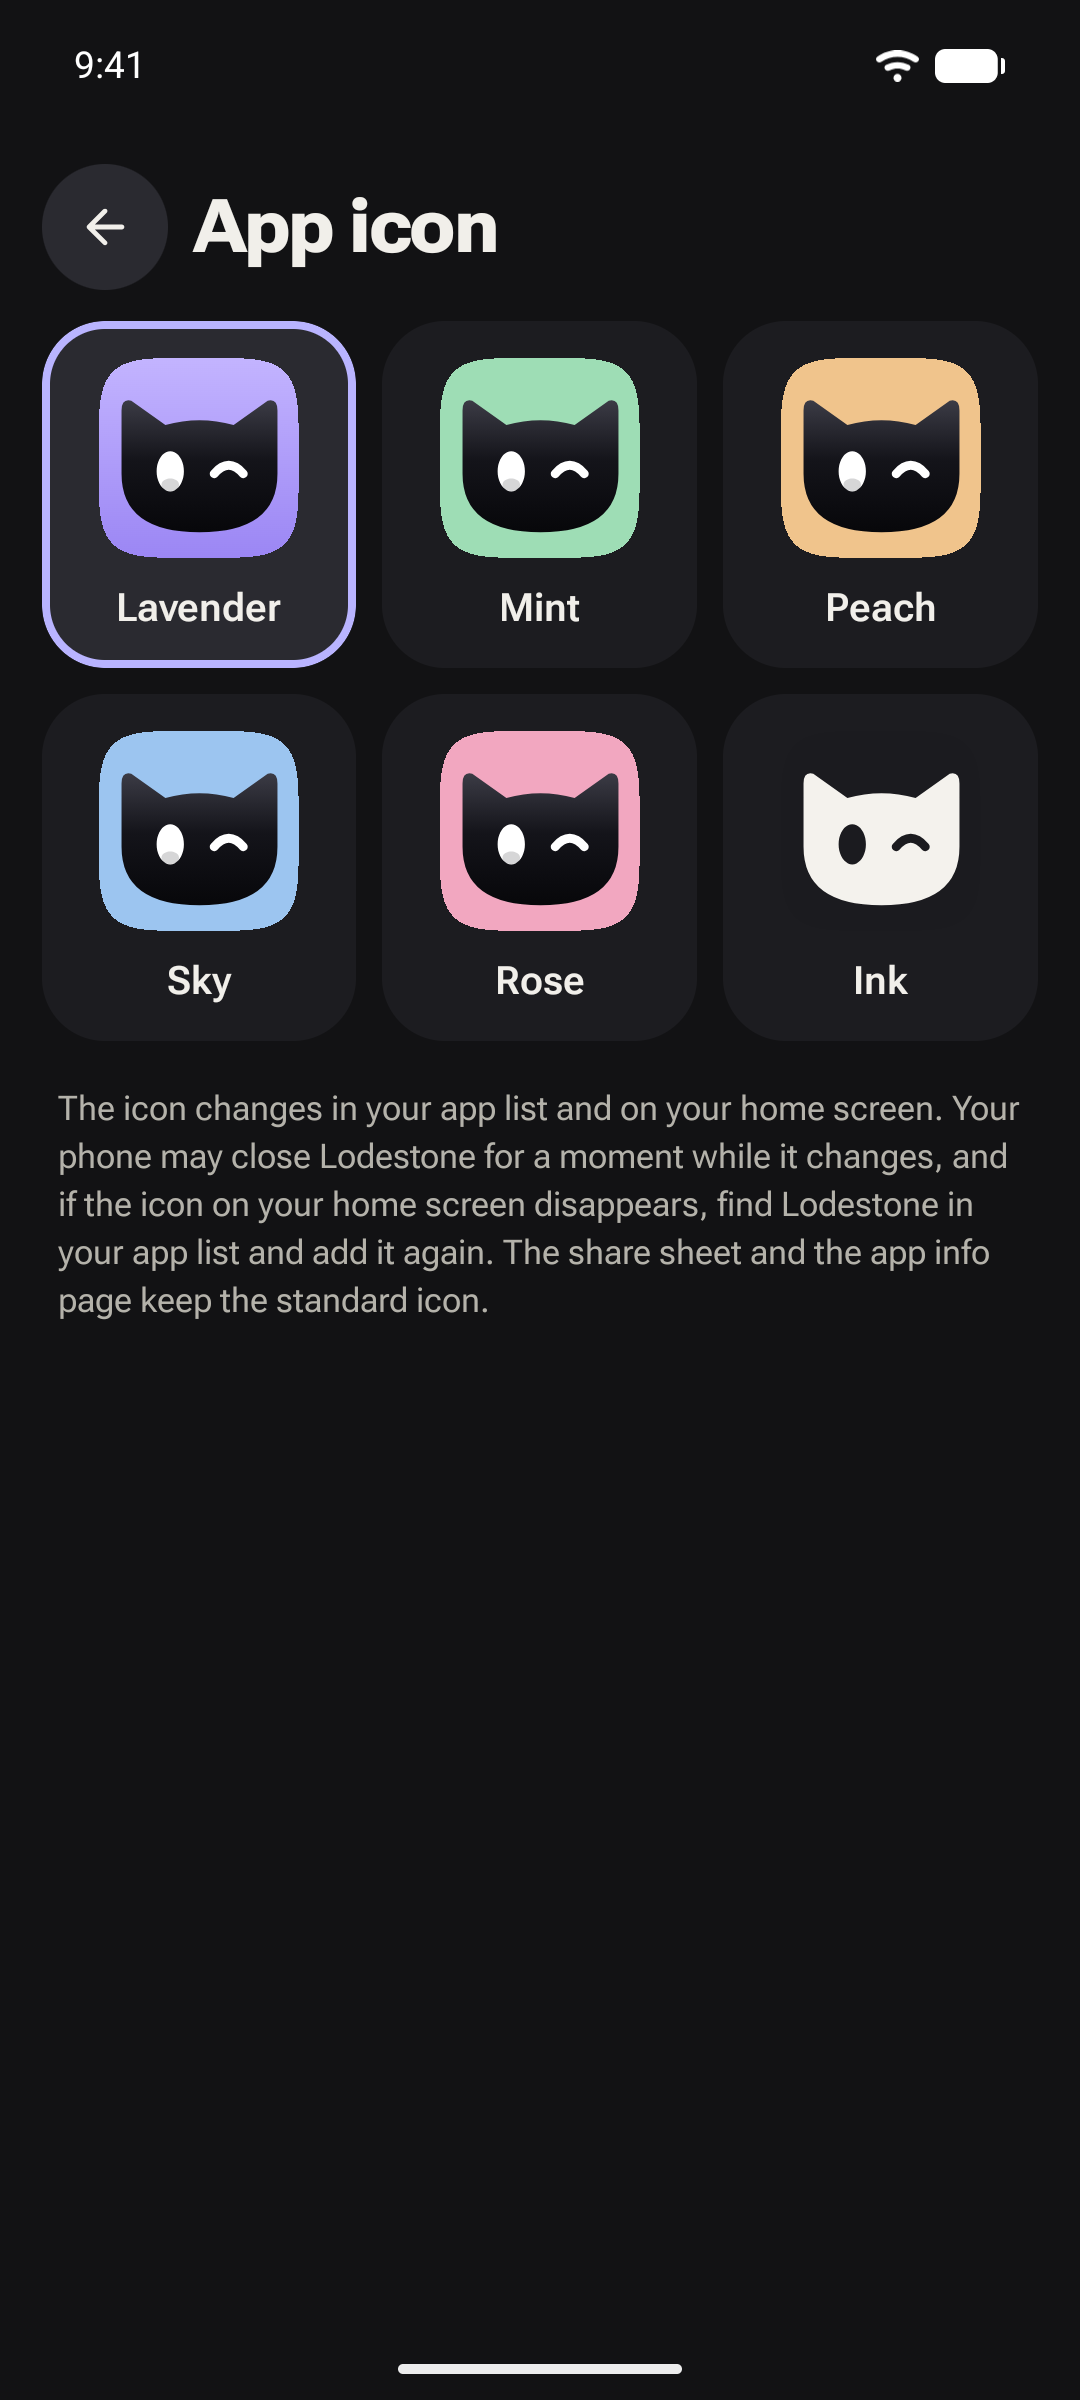 9:41
App icon
Lavender
Mint
Peach
Sky
Rose
Ink
The icon changes in your app list and on your home screen. Your
phone may close Lodestone for a moment while it changes, and
if the icon on your home screen disappears, find Lodestone in
your app list and add it again. The share sheet and the app info
page keep the standard icon.